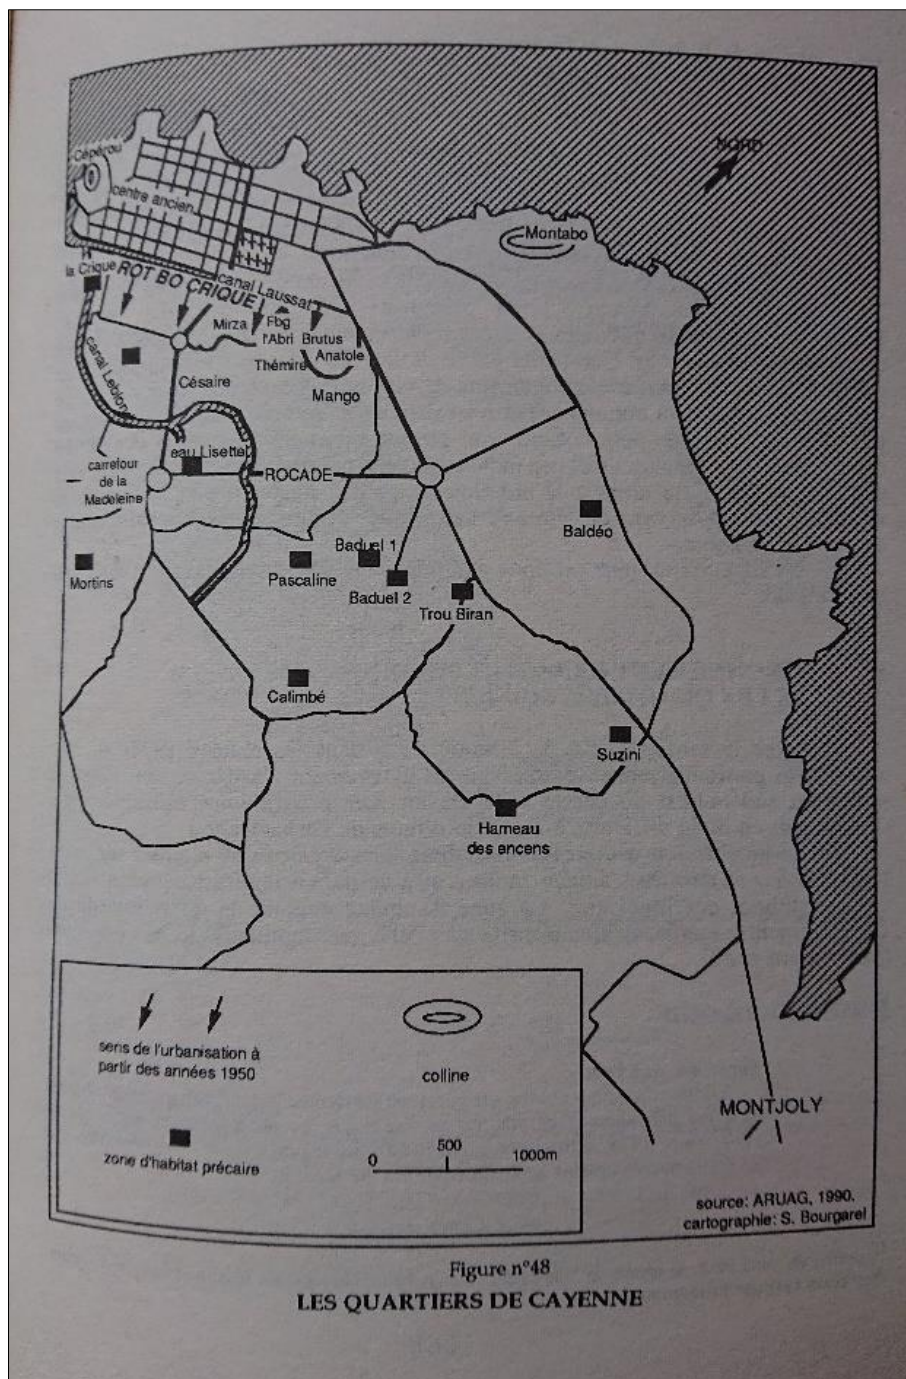 NORD
Cépérou
centre ancien
Montabo
la Crique
ROT BO CRIQUE
canal Laussat
Mirza
Fbg
l'Abri
Brutus
Thémire
Anatole
canal Leblond
Césaire
Mango
eau Lisette
carrefour
de la
Madeleine
ROCADE
Baldéo
Mortins
Pascaline
Baduel 1
Baduel 2
Trou Biran
Calimbé
Suzini
Hameau
des encens
sens de l'urbanisation à
partir des années 1950
colline
zone d'habitat précaire
0 500 1000m
MONTJOLY
source: ARUAG, 1990.
cartographie: S. Bourgarel
Figure n°48
LES QUARTIERS DE CAYENNE